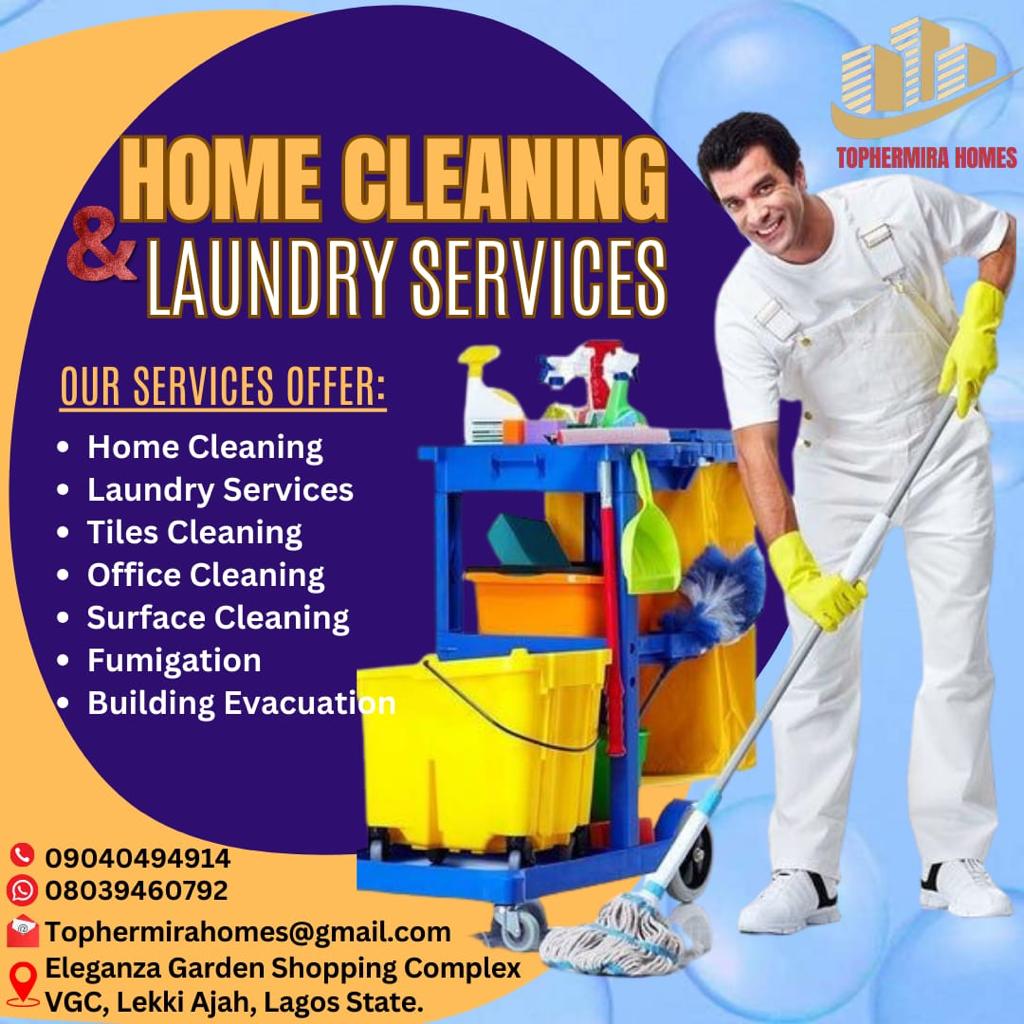 TOPHERMIRA HOMES
HOME CLEANING
& LAUNDRY SERVICES
OUR SERVICES OFFER:
• Home Cleaning
• Laundry Services
• Tiles Cleaning
• Office Cleaning
• Surface Cleaning
• Fumigation
• Building Evacuation
09040494914
08039460792
Tophermirahomes@gmail.com
Eleganza Garden Shopping Complex
VGC, Lekki Ajah, Lagos State.